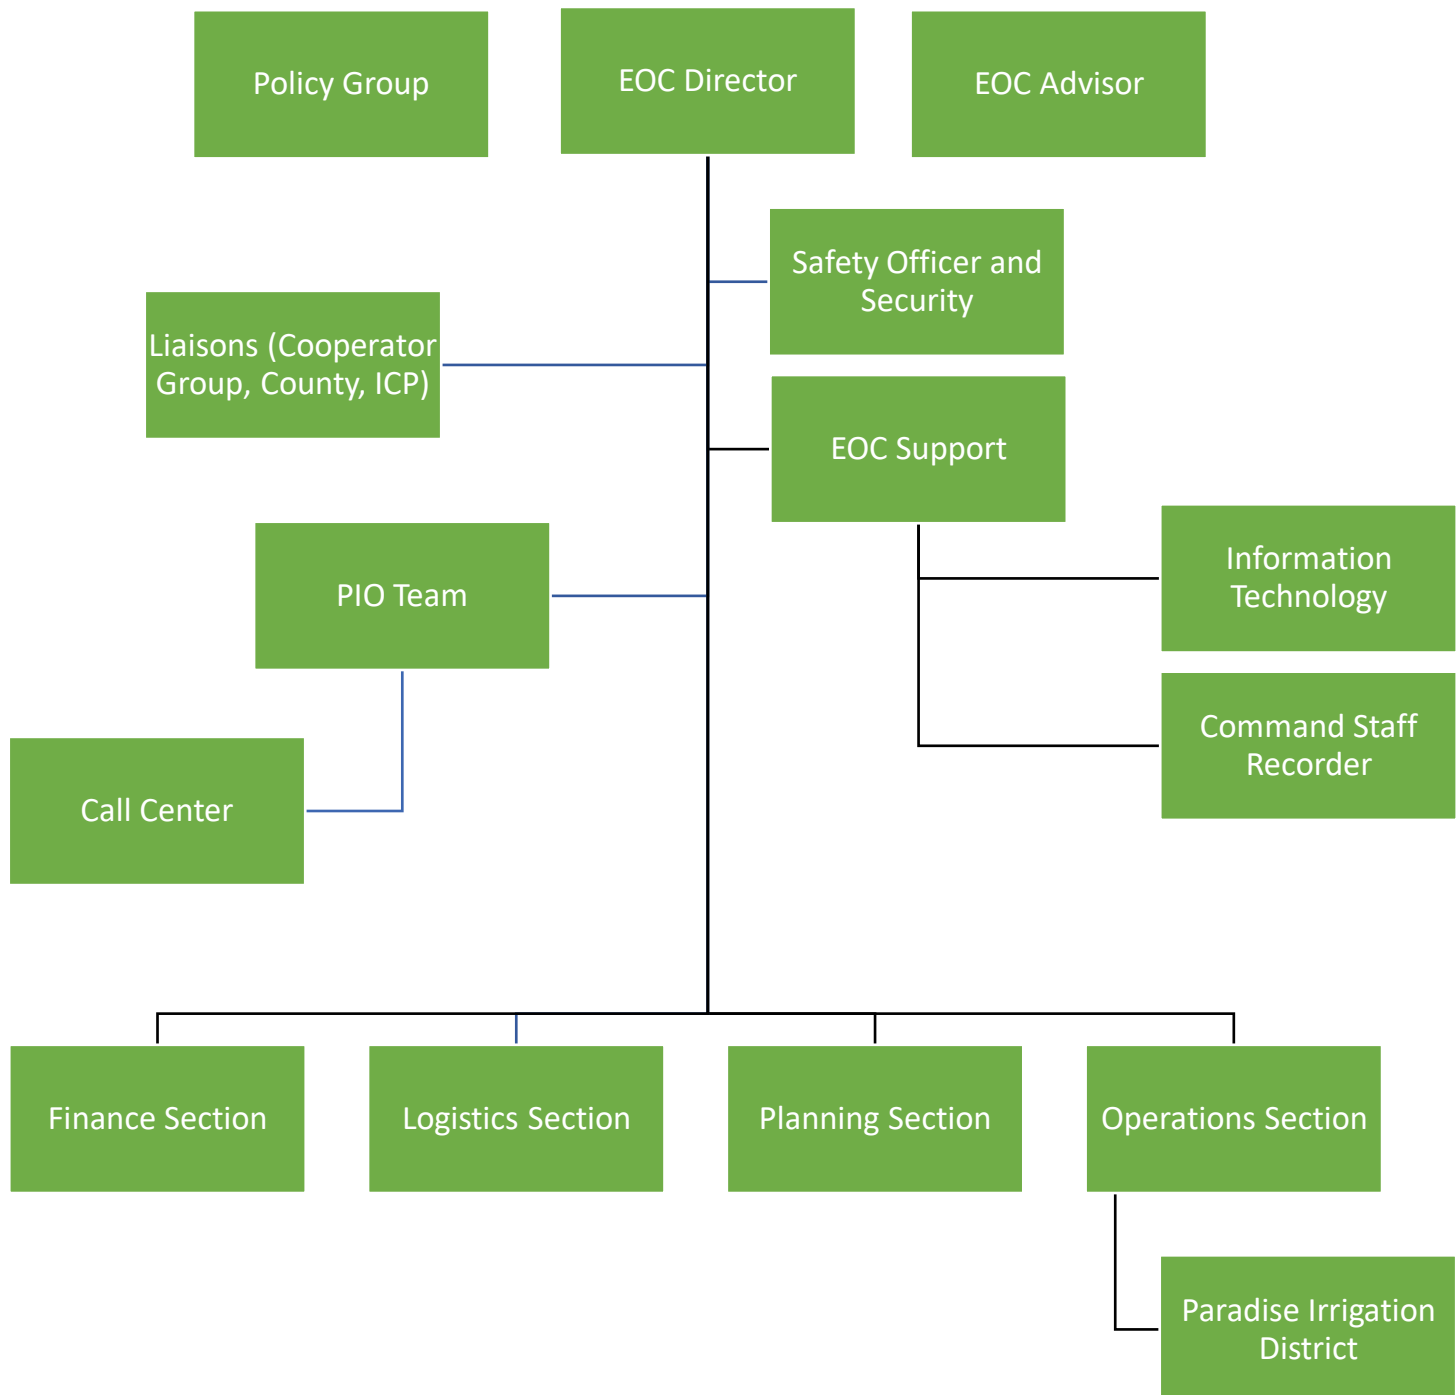 Policy Group
EOC Director
EOC Advisor
Safety Officer and
Security
Liaisons (Cooperator
Group, County, ICP)
EOC Support
PIO Team
Information
Technology
Command Staff
Recorder
Call Center
Finance Section
Logistics Section
Planning Section
Operations Section
Paradise Irrigation
District